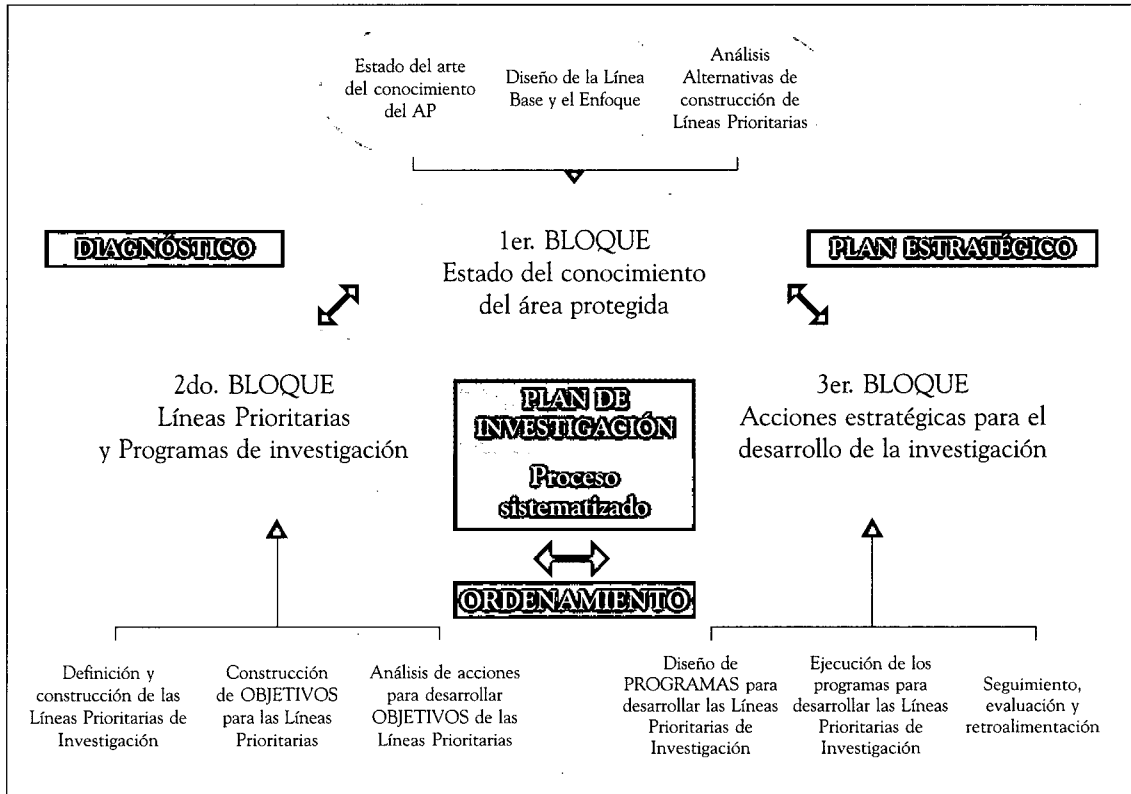 Estado del arte
del conocimiento
del AP
Diseño de la Línea
Base y el Enfoque
Análisis
Alternativas de
construcción de
Líneas Prioritarias
DIAGNÓSTICO
1er. BLOQUE
Estado del conocimiento
del área protegida
PLAN ESTRATÉGICO
2do. BLOQUE
Líneas Prioritarias
y Programas de investigación
PLAN DE
INVESTIGACIÓN
Proceso
sistematizado
3er. BLOQUE
Acciones estratégicas para el
desarrollo de la investigación
ORDENAMIENTO
Definición y
construcción de las
Líneas Prioritarias de
Investigación
Construcción
de OBJETIVOS
para las Líneas
Prioritarias
Análisis de acciones
para desarrollar
OBJETIVOS de las
Líneas Prioritarias
Diseño de
PROGRAMAS para
desarrollar las Líneas
Prioritarias de
Investigación
Ejecución de los
programas para
desarrollar las Líneas
Prioritarias de
Investigación
Seguimiento,
evaluación y
retroalimentación